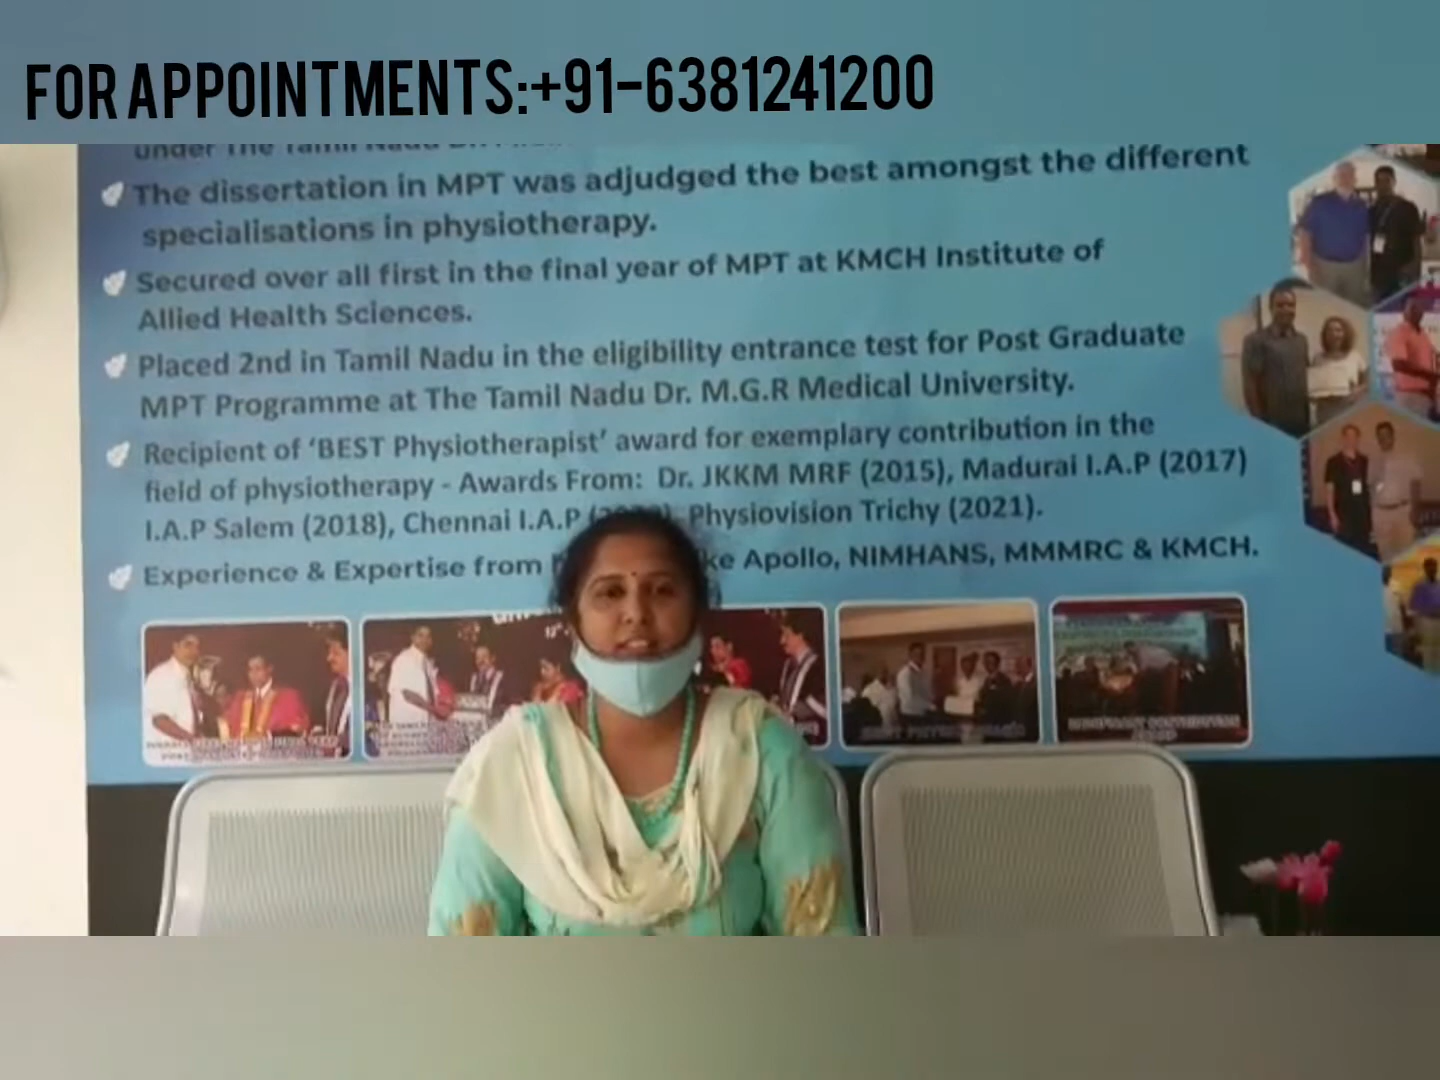 FOR APPOINTMENTS:+91-6381241200
under The Tamil Nadu
The dissertation in MPT was adjudged the best amongst the different
specialisations in physiotherapy.
Secured over all first in the final year of MPT at KMCH Institute of
Allied Health Sciences.
Placed 2nd in Tamil Nadu in the eligibility entrance test for Post Graduate
MPT Programme at The Tamil Nadu Dr. M.G.R Medical University.
Recipient of ‘BEST Physiotherapist’ award for exemplary contribution in the
field of physiotherapy - Awards From: Dr. JKKM MRF (2015), Madurai I.A.P (2017)
I.A.P Salem (2018), Chennai I.A.P Physiovision Trichy (2021).
Experience & Expertise from Apollo, NIMHANS, MMMRC & KMCH.